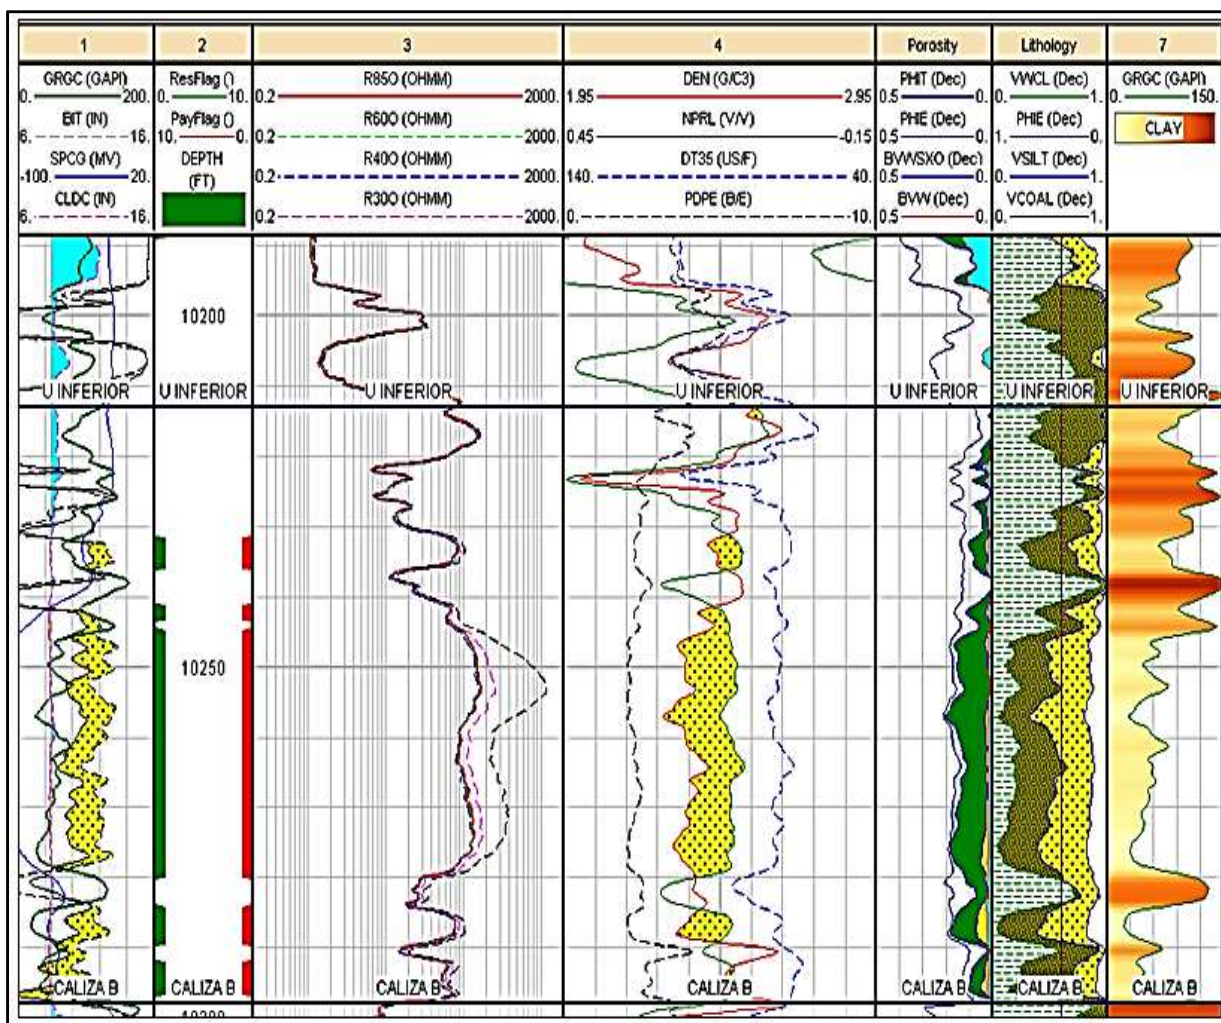 1 2 3 4 Porosity Lithology 7
GRGC (GAPI) ResFlag () R85O (OHMM) DEN (G/C3) PHIT (Dec) VWCL (Dec) GRGC (GAPI)
0. 200. 0. 10. 0.2 2000. 1.95 2.95 0.5 0. 0. 1. 0. 150.
BIT (IN) PayFlag () R60O (OHMM) NPRL (V/V) PHIE (Dec) PHIE (Dec) CLAY
6. 16. 10. 0. 0.2 2000. 0.45 -0.15 0.5 0. 1. 0.
SPCG (MV) DEPTH R40O (OHMM) DT35 (US/F) BVWSXO (Dec) VSILT (Dec)
-100. 20. (FT) 0.2 2000. 140. 40. 0.5 0. 0. 1.
CLDC (IN) R30O (OHMM) PDPE (B/E) BVW (Dec) VCOAL (Dec)
6. 16. 0.2 2000. 0. 10. 0.5 0. 0. 1.
10200
U INFERIOR U INFERIOR U INFERIOR U INFERIOR U INFERIOR U INFERIOR U INFERIOR
10250
CALIZA B CALIZA B CALIZA B CALIZA B CALIZA B CALIZA B CALIZA B